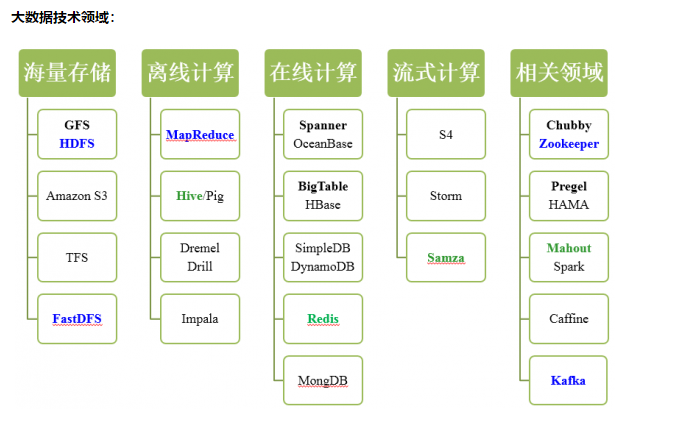 大数据技术领域：
海量存储
GFS
HDFS
Amazon S3
TFS
FastDFS
离线计算
MapReduce
Hive/Pig
Dremel
Drill
Impala
在线计算
Spanner
OceanBase
BigTable
HBase
SimpleDB
DynamoDB
Redis
MongDB
流式计算
S4
Storm
Samza
相关领域
Chubby
Zookeeper
Pregel
HAMA
Mahout
Spark
Caffine
Kafka